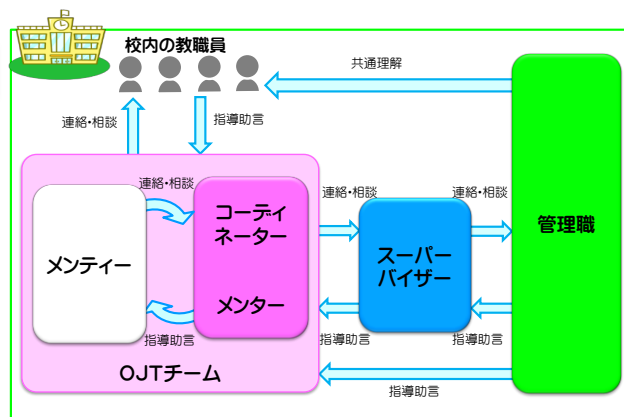 校内の教職員
共通理解
連絡・相談
指導助言
連絡・相談
コーディ
ネーター
メンティー
メンター
指導助言
OJTチーム
連絡・相談
指導助言
スーパー
バイザー
連絡・相談
指導助言
管理職
指導助言